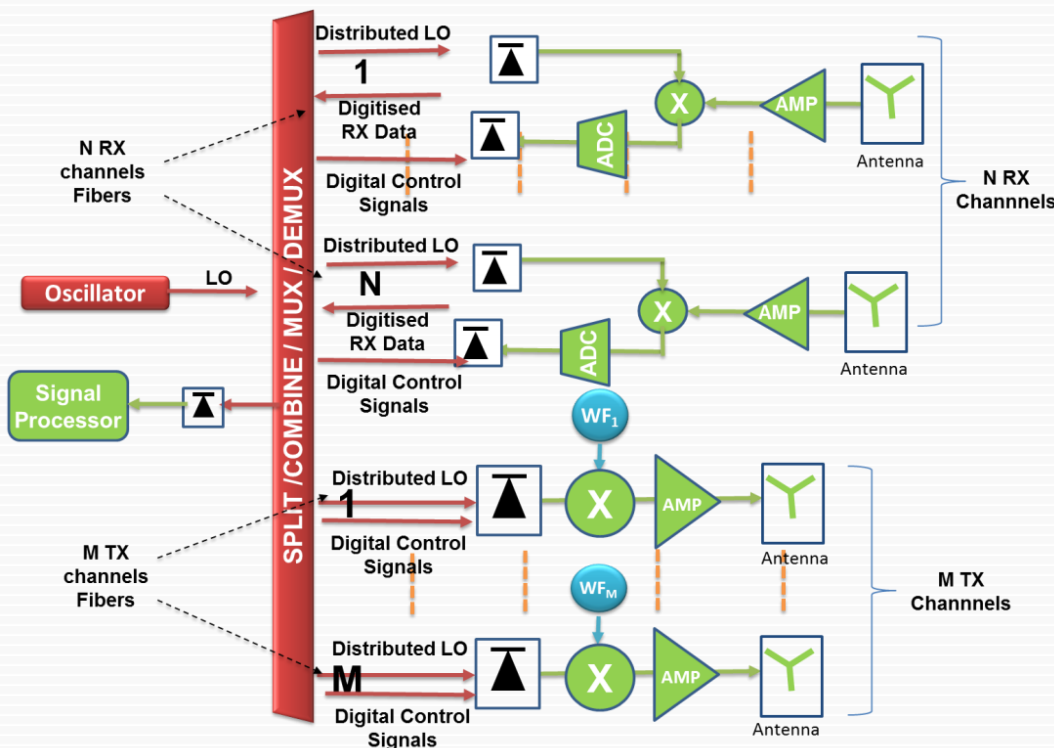 Distributed LO
1
Digitised
RX Data
Digital Control
Signals
X
AMP
Antenna
ADC
N RX
channels
Fibers
N RX
Channnels
SPLIT /COMBINE / MUX / DEMUX
Distributed LO
N
Digitised
RX Data
Digital Control
Signals
X
AMP
Antenna
ADC
Oscillator
LO
Signal
Processor
WF1
Distributed LO
1
Digital Control
Signals
X
AMP
Antenna
M TX
channels
Fibers
M TX
Channnels
WFM
Distributed LO
M
Digital Control
Signals
X
AMP
Antenna